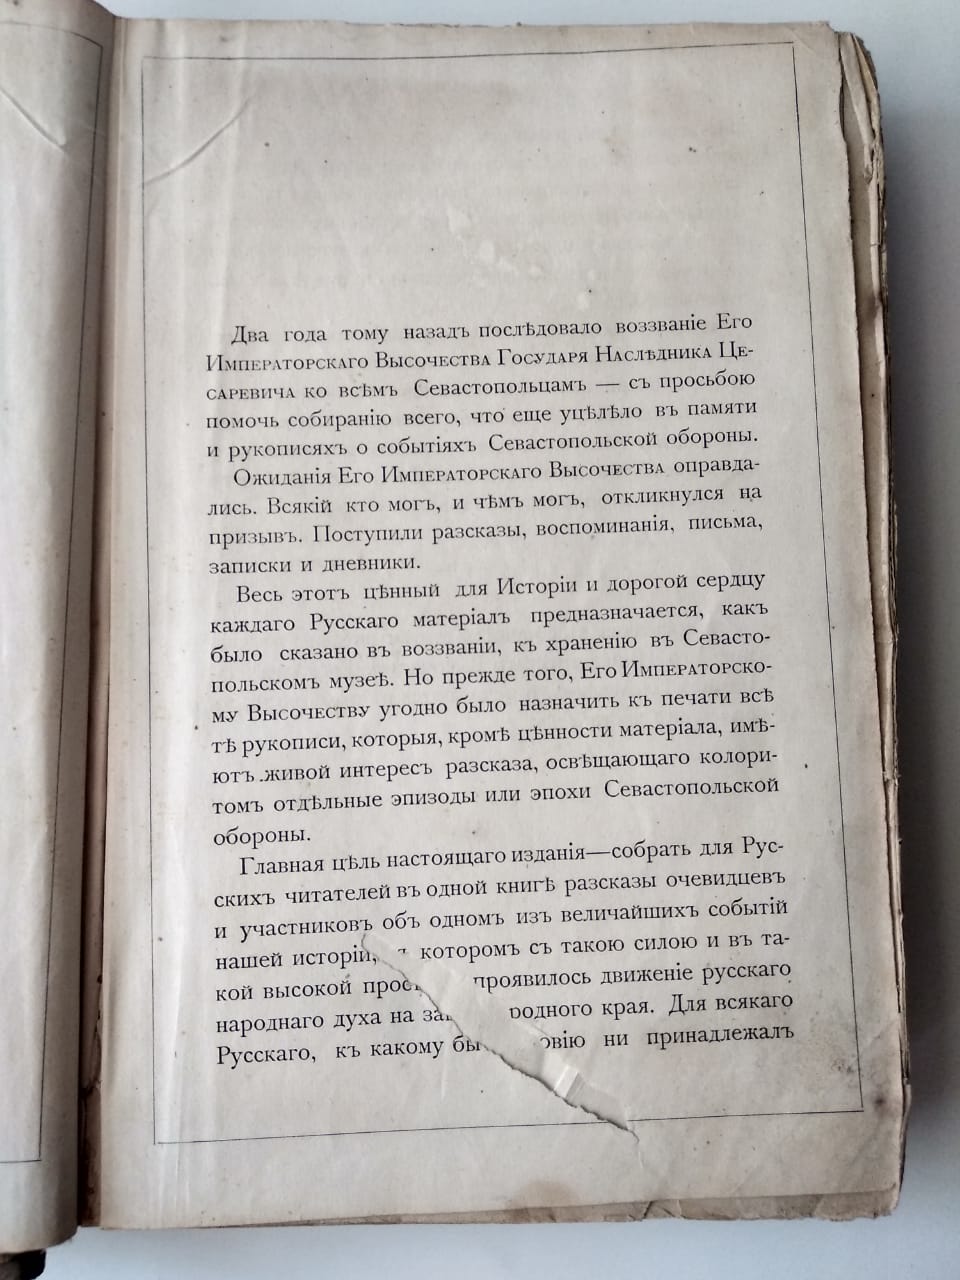 Два года тому назадъ послѣдовало воззваніе Его
Императорскаго Высочества Государя Наслѣдника Це-
саревича ко всѣмъ Севастопольцамъ — съ просьбою
помочь собиранію всего, что еще уцѣлѣло въ памяти
и рукописяхъ о событіяхъ Севастопольской обороны.
Ожиданія Его Императорскаго Высочества оправда-
лись. Всякій кто могъ, и чѣмъ могъ, откликнулся на
призывъ. Поступили разсказы, воспоминанія, письма,
записки и дневники.
Весь этотъ цѣнный для Исторіи и дорогой сердцу
каждаго Русскаго матеріалъ предназначается, какъ
было сказано въ воззваніи, къ храненію въ Севасто-
польскомъ музеѣ. Но прежде того, Его Императорско-
му Высочеству угодно было назначить къ печати всѣ
тѣ рукописи, которыя, кромѣ цѣнности матеріала, имѣ-
ютъ живой интересъ разсказа, освѣщающаго колори-
томъ отдѣльные эпизоды или эпохи Севастопольской
обороны.
Главная цѣль настоящаго изданія—собрать для Рус-
скихъ читателей въ одной книгѣ разсказы очевидцевъ
и участниковъ объ одномъ изъ величайшихъ событій
нашей исторіи, которомъ съ такою силою и въ та-
кой высокой проявилось движеніе русскаго
народнаго духа на родного края. Для всякаго
Русскаго, къ какому ни принадлежалъ